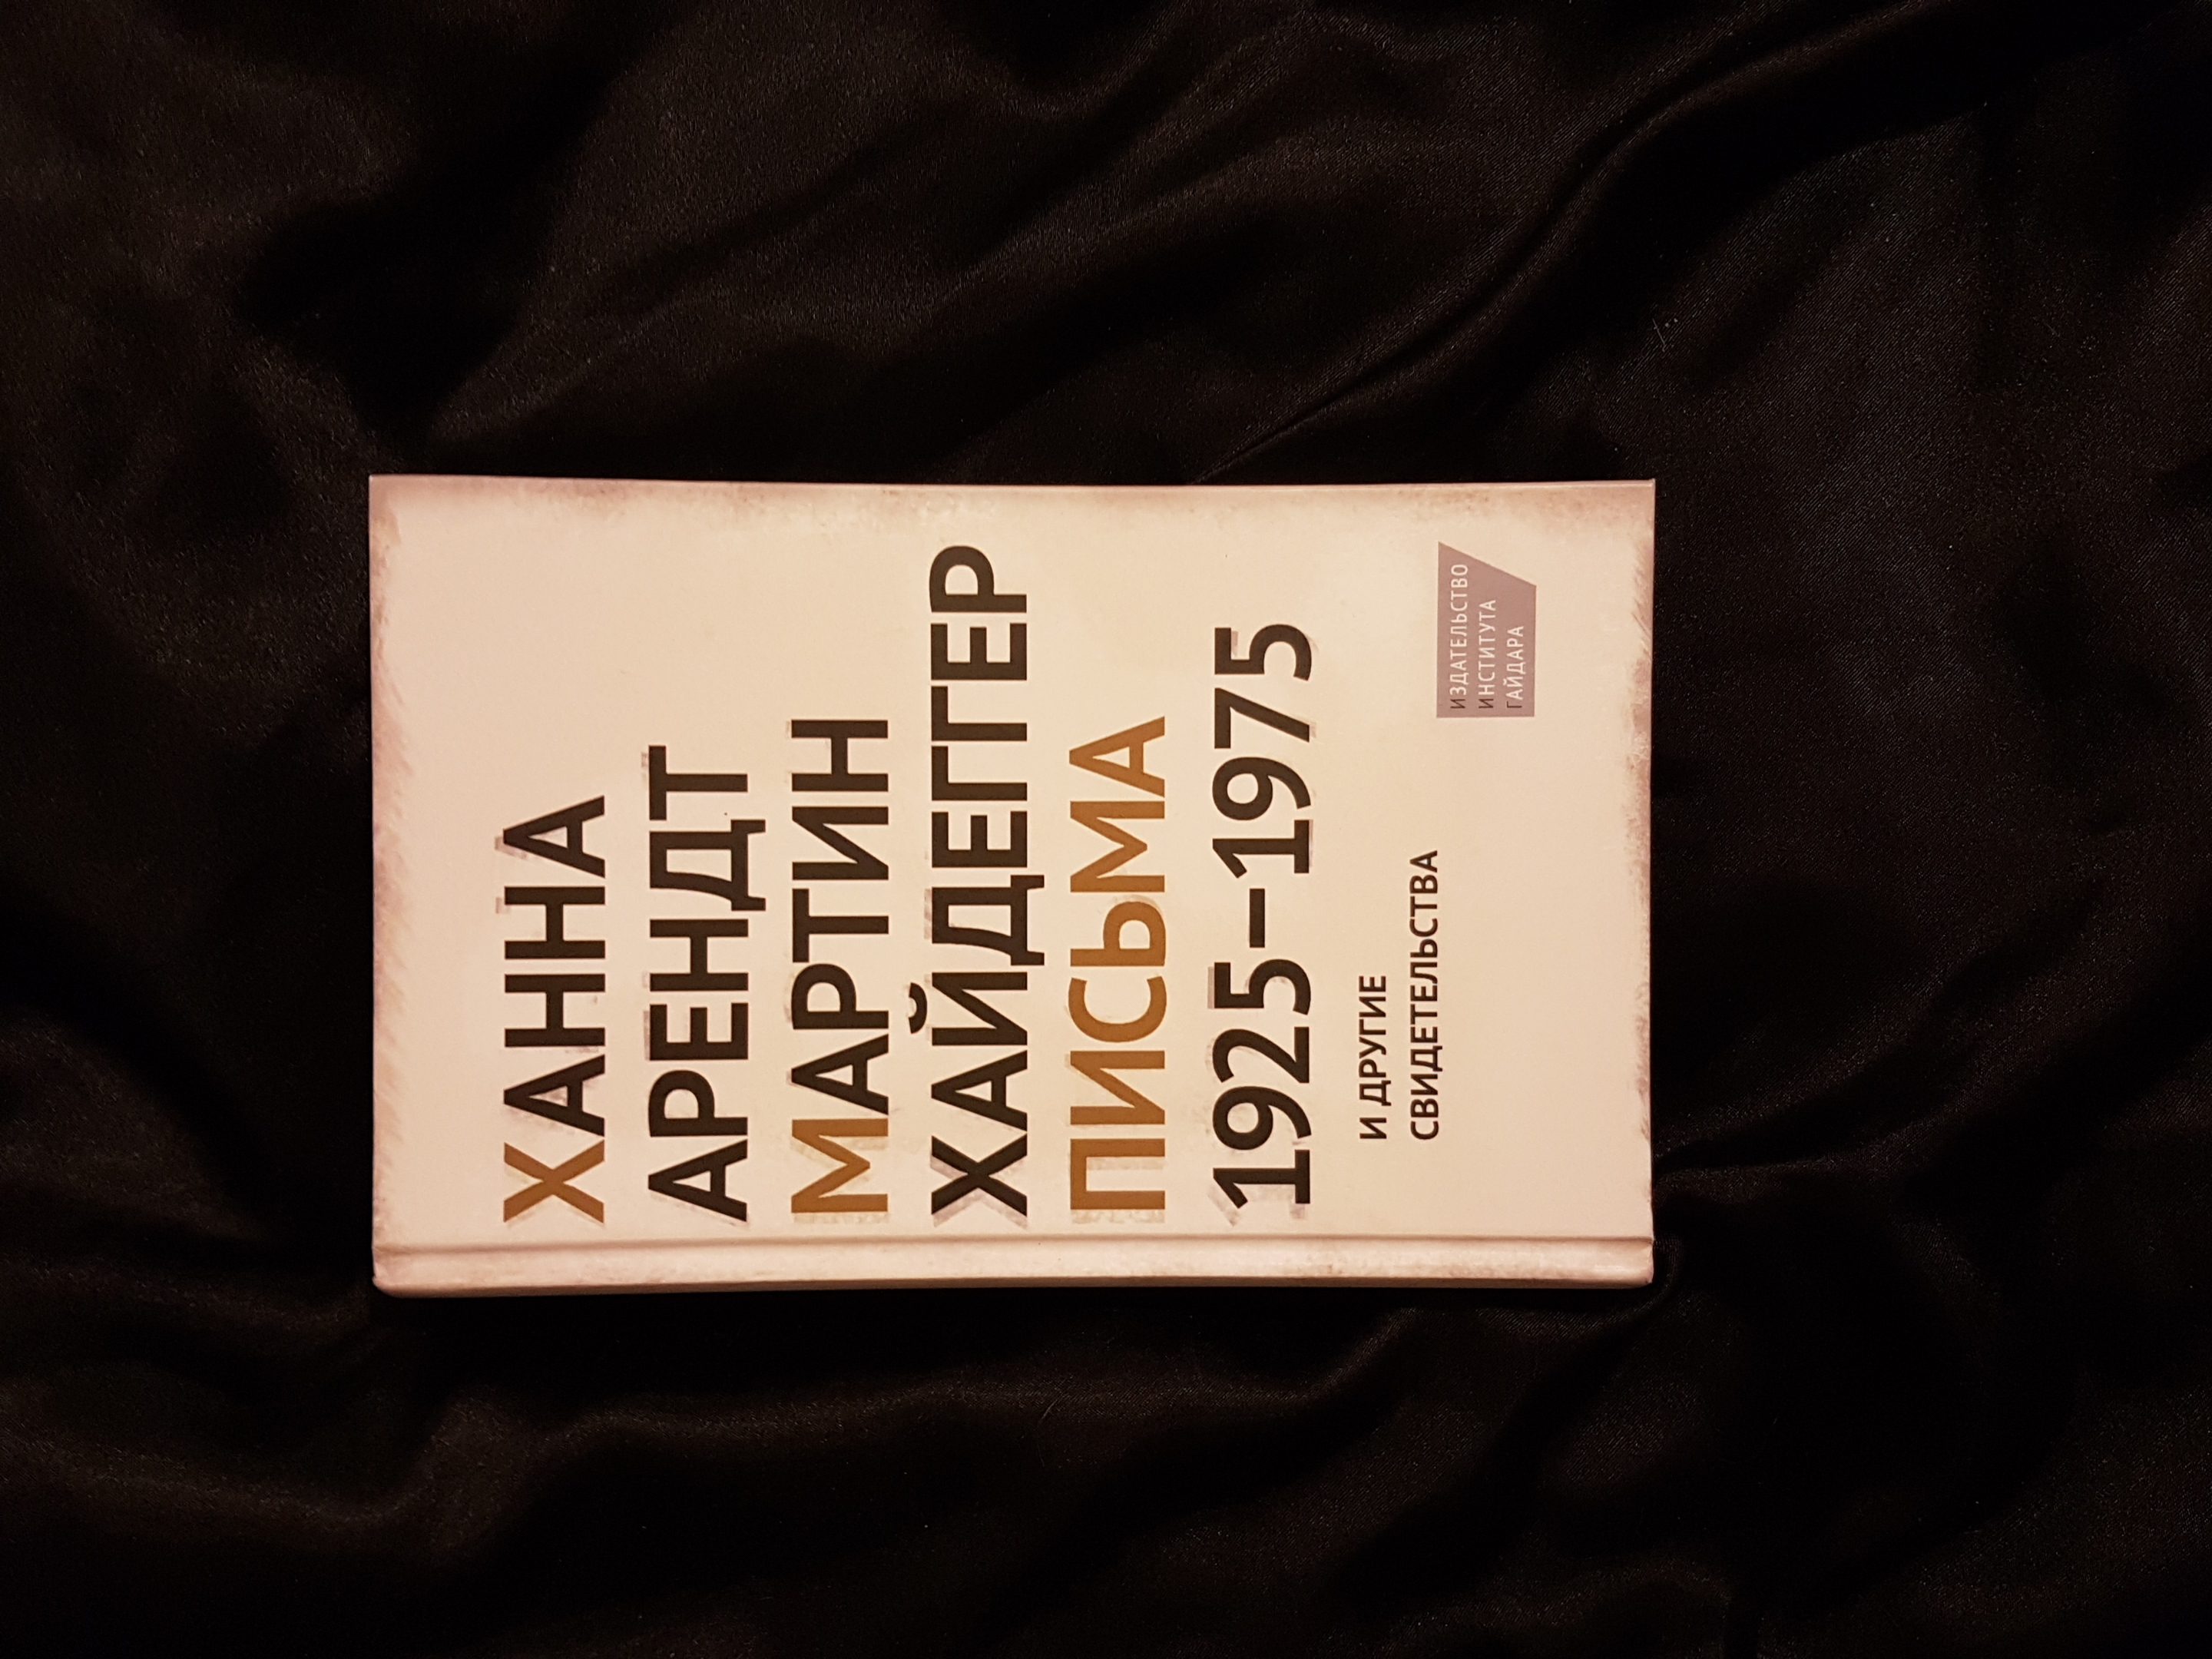 ХАННА
АРЕНДТ
МАРТИН
ХАЙДЕГГЕР
ПИСЬМА
1925–1975
И ДРУГИЕ
СВИДЕТЕЛЬСТВА
ИЗДАТЕЛЬСТВО
ИНСТИТУТА
ГАЙДАРА